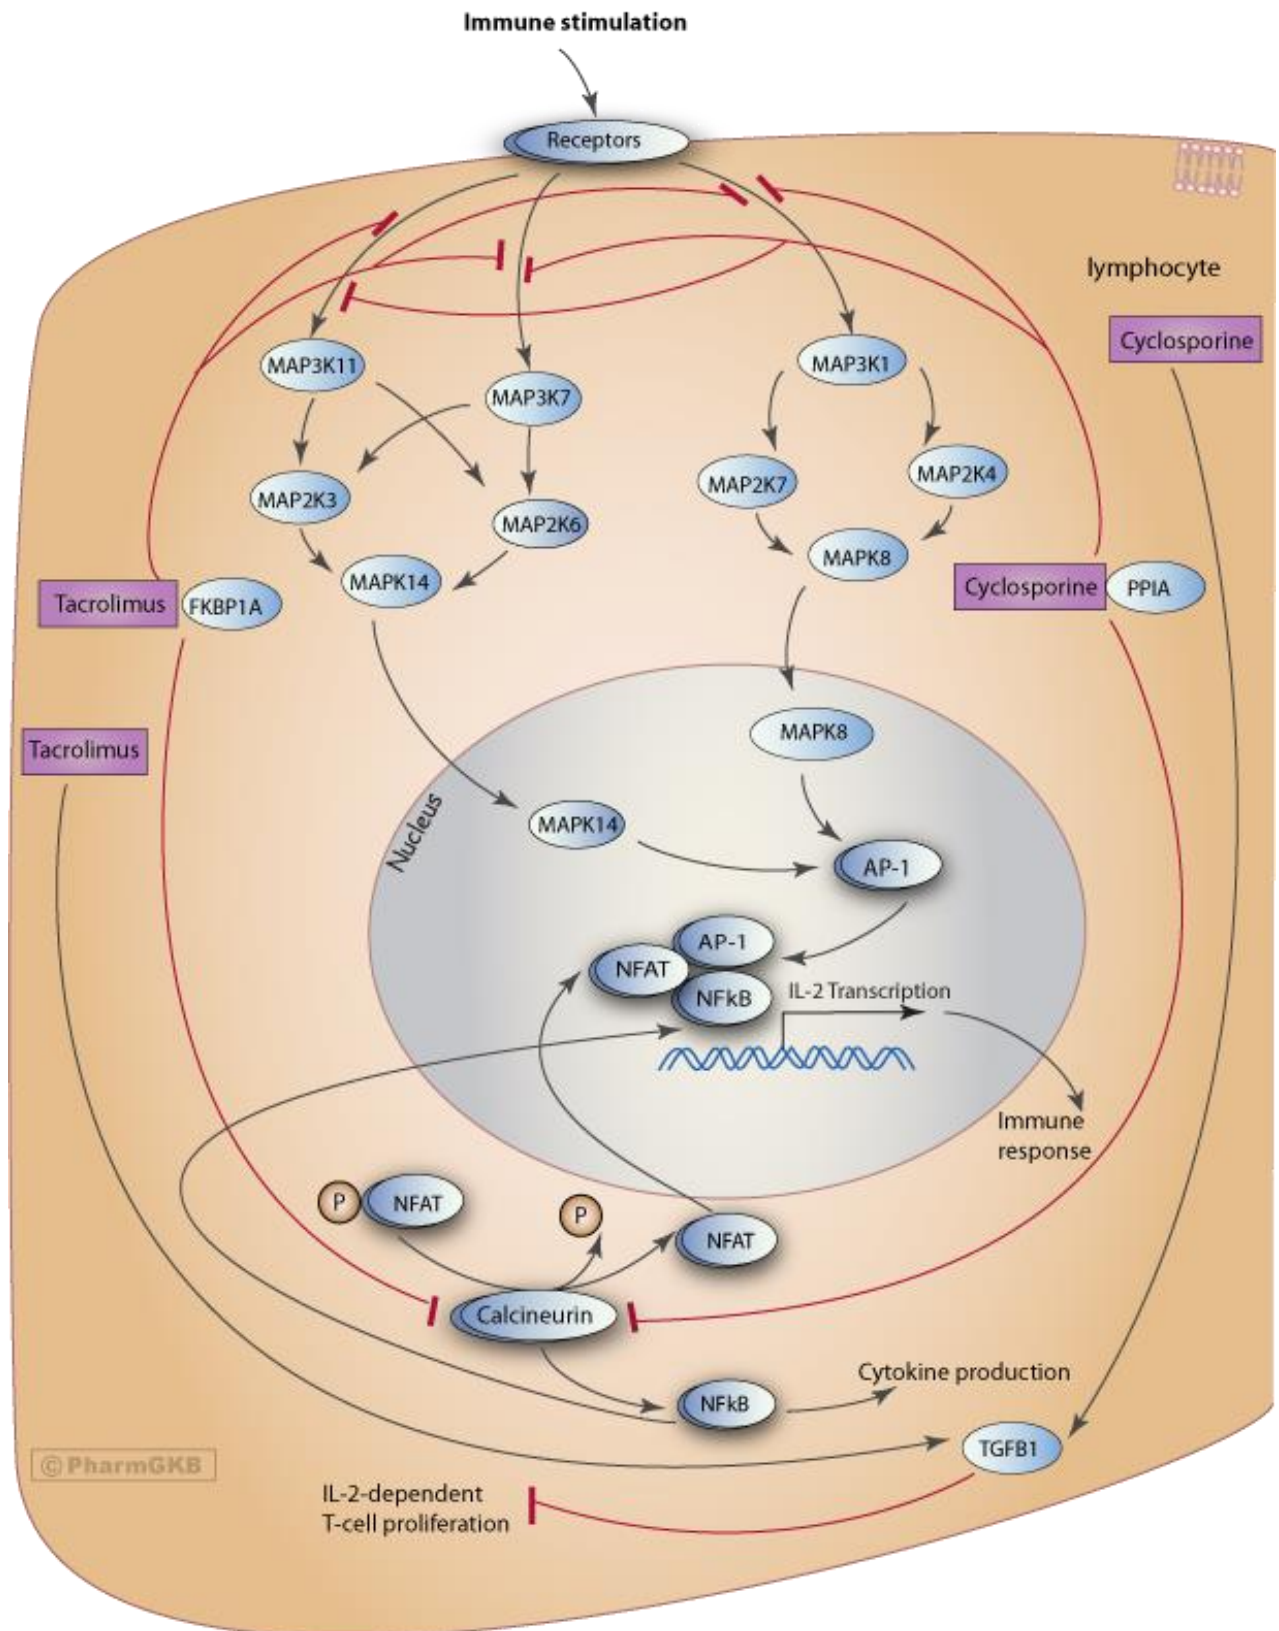 Immune stimulation
Receptors
lymphocyte
Cyclosporine
MAP3K11
MAP3K7
MAP3K1
MAP2K3
MAP2K6
MAP2K7
MAP2K4
MAPK14
MAPK8
Tacrolimus
FKBP1A
Cyclosporine
PPIA
Tacrolimus
Nucleus
MAPK8
MAPK14
AP-1
AP-1
NFAT
NFkB
IL-2 Transcription
Immune
response
P
NFAT
P
NFAT
Calcineurin
NFkB
Cytokine production
TGFB1
© PharmGKB
IL-2-dependent
T-cell proliferation